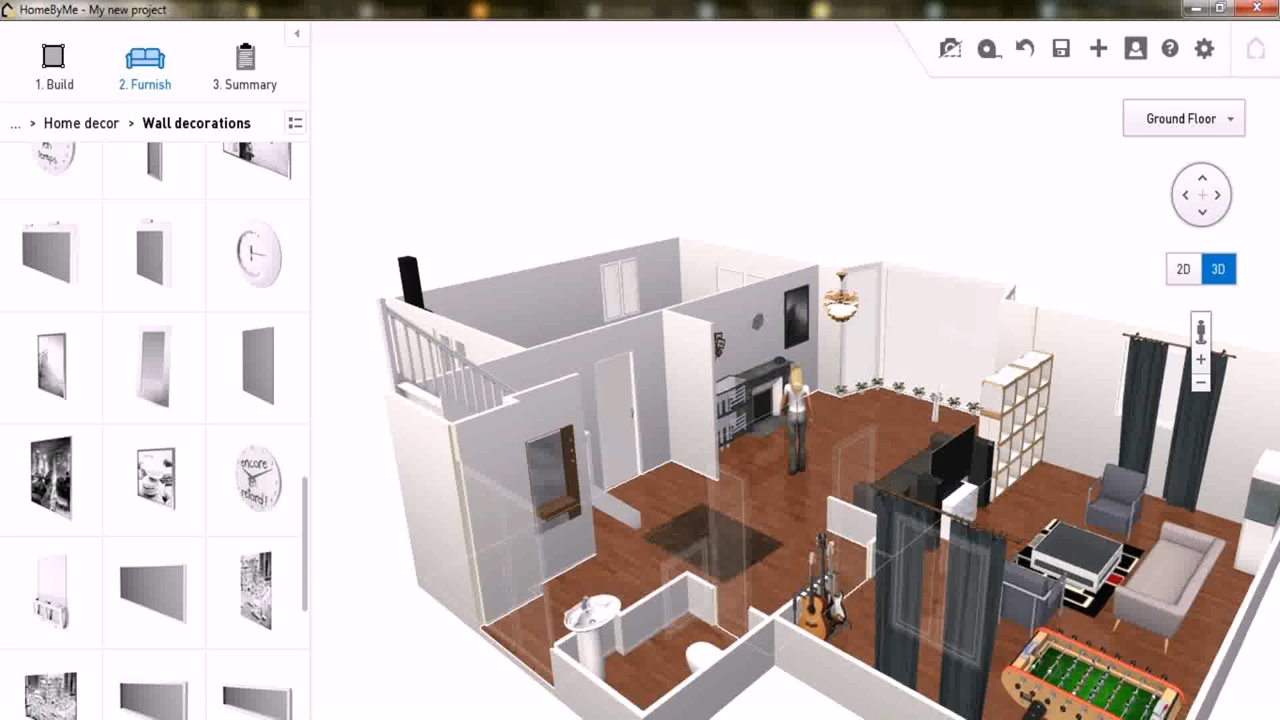 HomeByMe - My new project
1. Build
2. Furnish
3. Summary
... > Home decor > Wall decorations
Ground Floor
2D 3D
temps
encore
retard!